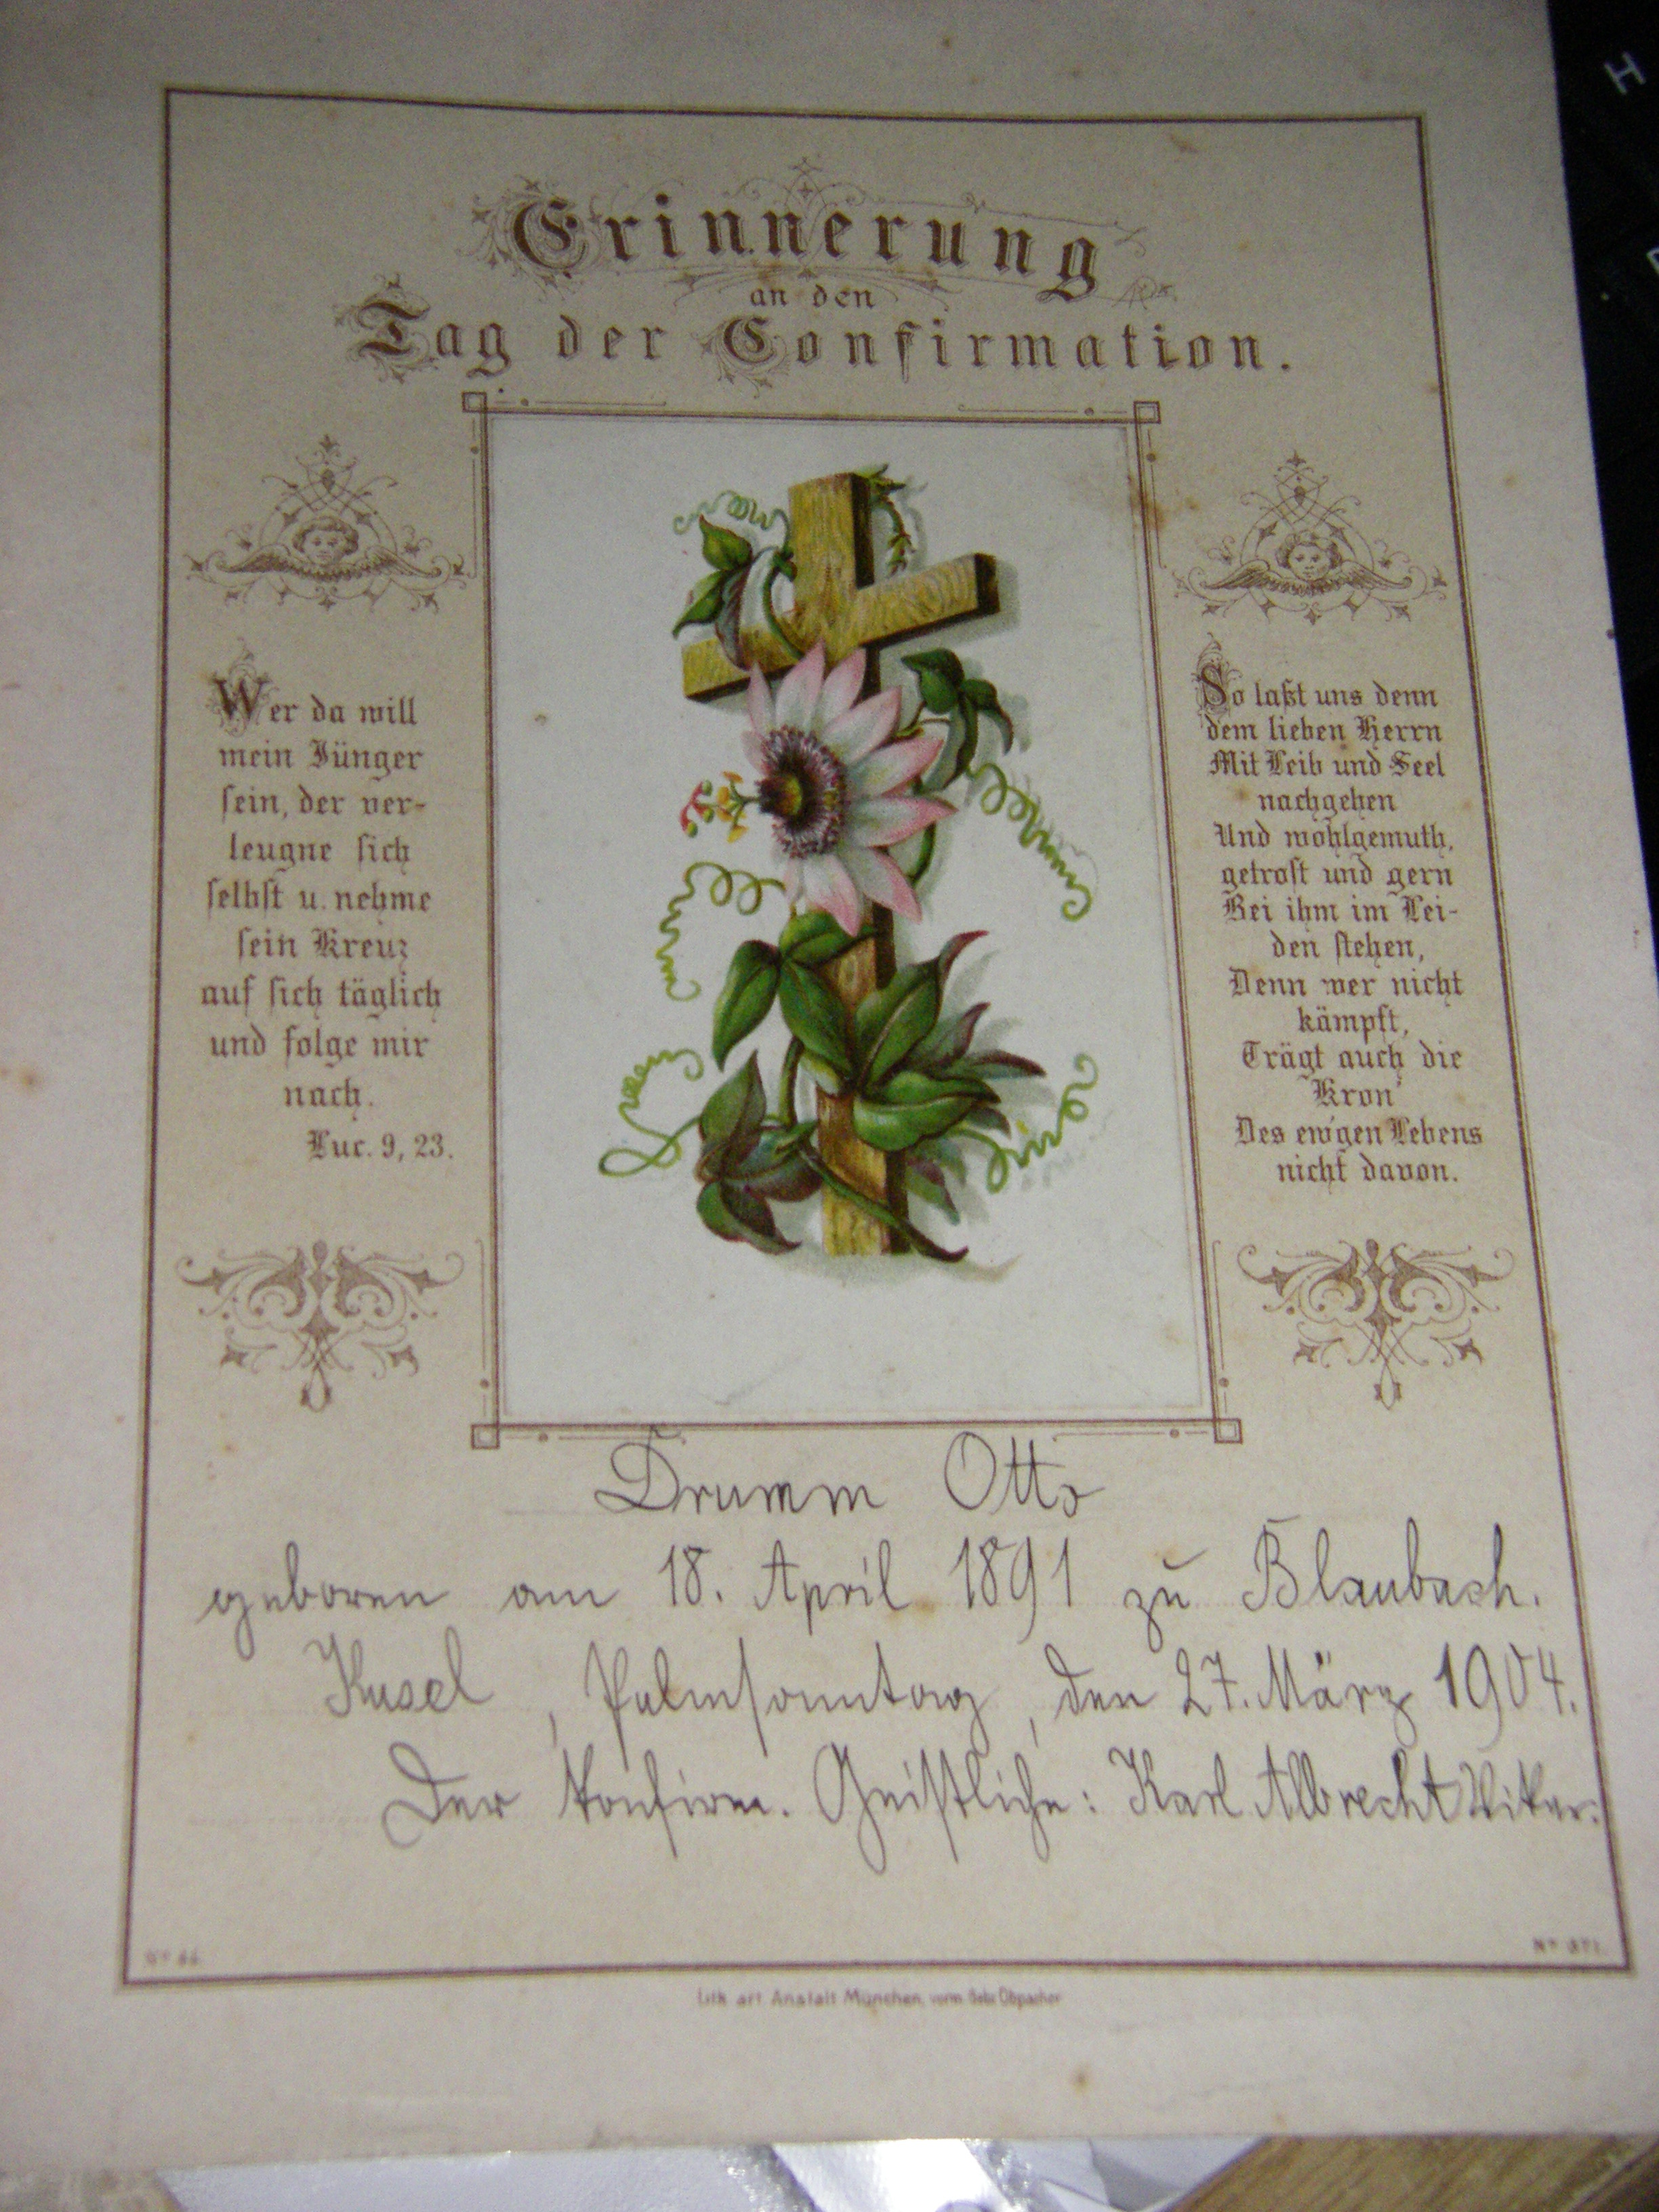 Erinnerung
an den
Tag der Confirmation.
Wer da will
mein Jünger
sein, der ver-
leugne sich
selbst u. nehme
sein Kreuz
auf sich täglich
und folge mir
nach.
Luc. 9, 23.
So laßt uns denn
dem lieben Herrn
Mit Leib und Seel
nachgehen
Und wohlgemuth,
getrost und gern
Bei ihm im Lei-
den stehen,
Denn wer nicht
kämpft,
Trägt auch die
Kron'
Des ew'gen Lebens
nicht davon.
Drumm Otto
geboren am 18. April 1891 zu Blaubach.
Kusel, Palmsonntag, den 27. März 1904.
Der konfirm. Geistliche: Karl Albrecht Vikar.
Lith. art. Anstalt München, vorm. Gebr. Obpacher